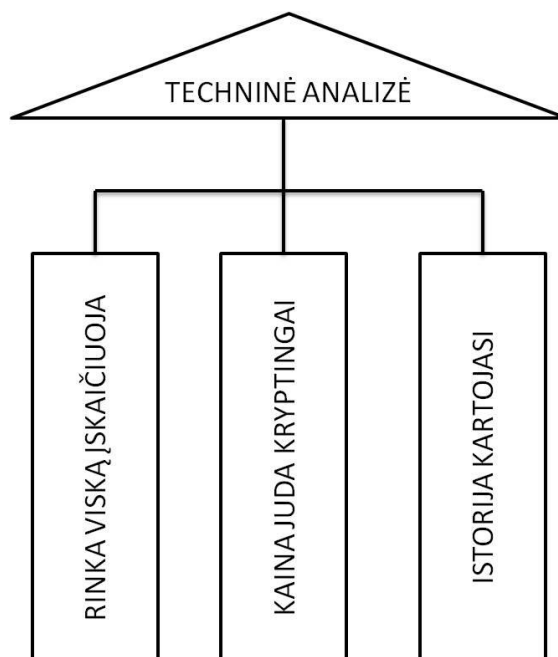 TECHNINĖ ANALIZĖ
RINKA VISKĄ ĮSKAIČIUOJA
KAINA JUDA KRYPTINGAI
ISTORIJA KARTOJASI